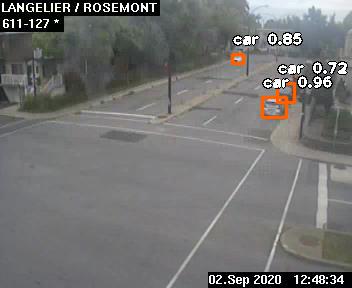 LANGELIER / ROSEMONT
611-127 *
car 0.85
car 0.72
car 0.96
02.Sep 2020 12:48:34